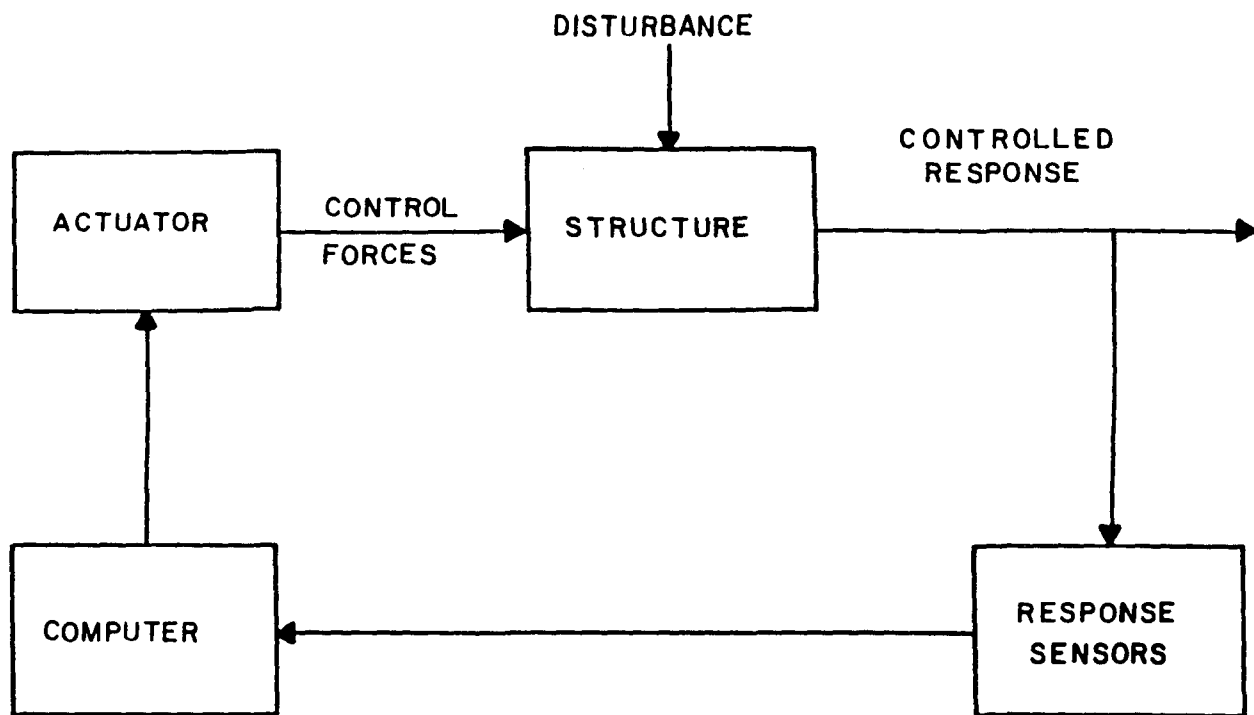 DISTURBANCE
CONTROLLED
RESPONSE
ACTUATOR
CONTROL
FORCES
STRUCTURE
COMPUTER
RESPONSE
SENSORS